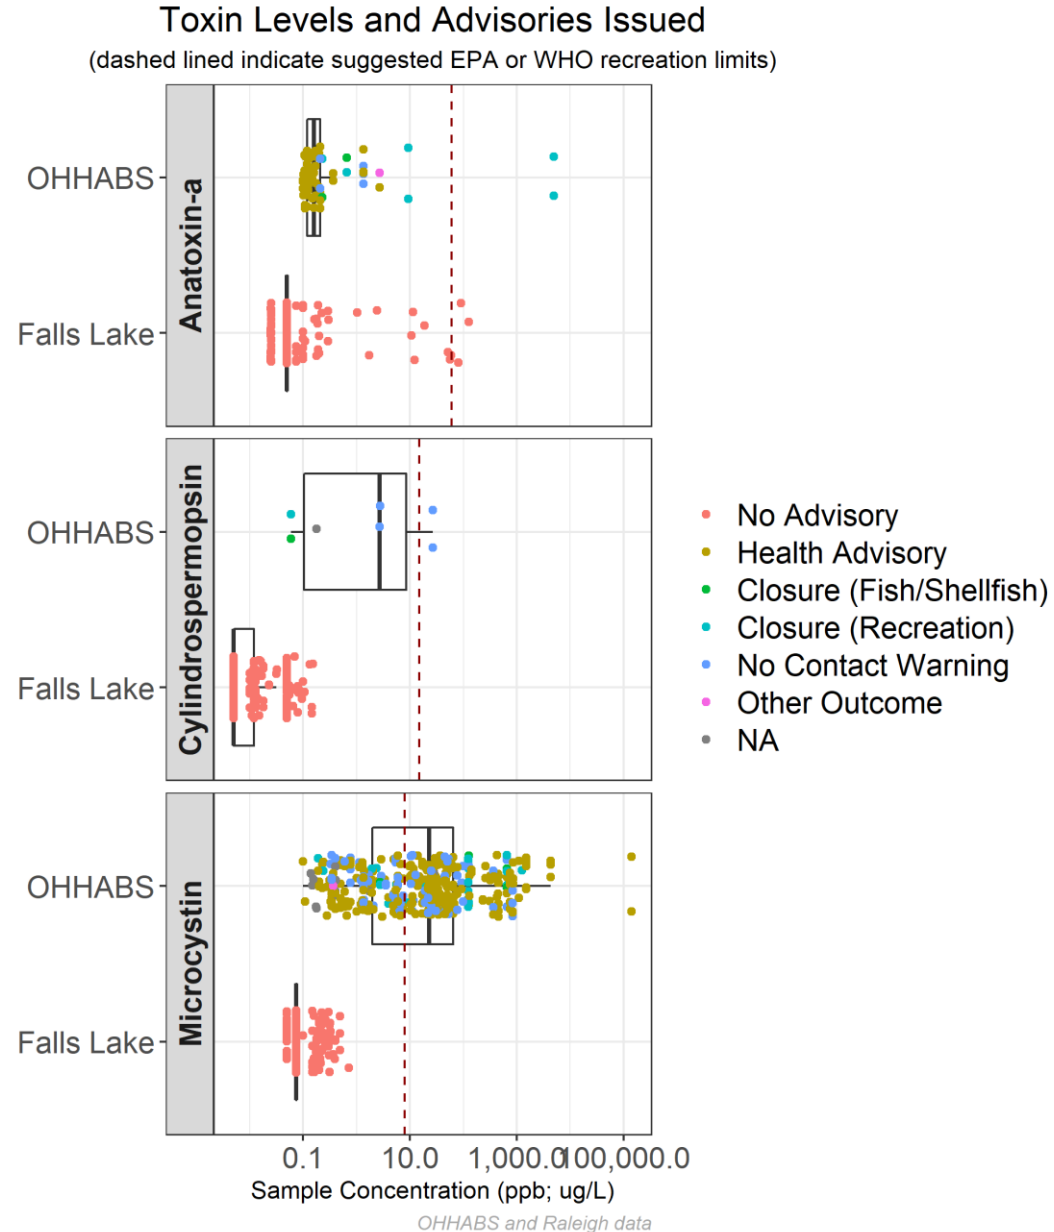 Toxin Levels and Advisories Issued
(dashed lined indicate suggested EPA or WHO recreation limits)
Anatoxin-a
OHHABS
Falls Lake
Cylindrospermopsin
OHHABS
Falls Lake
Microcystin
OHHABS
Falls Lake
No Advisory
Health Advisory
Closure (Fish/Shellfish)
Closure (Recreation)
No Contact Warning
Other Outcome
NA
0.1 10.0 1,000.0 100,000.0
Sample Concentration (ppb; ug/L)
OHHABS and Raleigh data